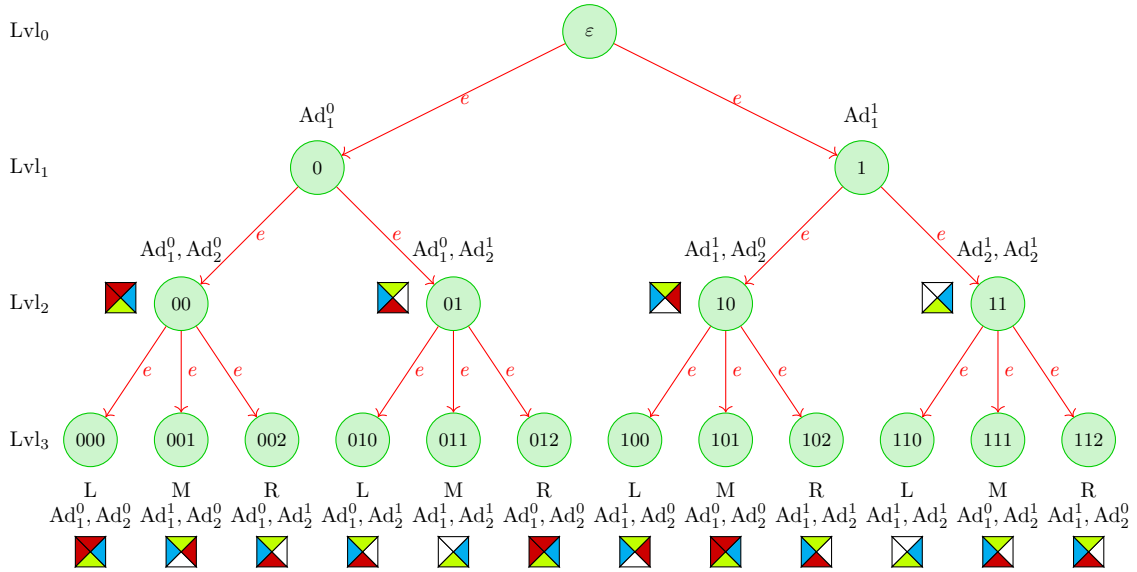 Lvl₀ ε
e e
Ad₁⁰ Ad₁¹
Lvl₁ 0 1
e e e e
Ad₁⁰, Ad₂⁰ Ad₁⁰, Ad₂¹ Ad₁¹, Ad₂⁰ Ad₂¹, Ad₂¹
Lvl₂ 00 01 10 11
e e e e e e e e e e e e
Lvl₃ 000 001 002 010 011 012 100 101 102 110 111 112
L M R L M R L M R L M R
Ad₁⁰, Ad₂⁰ Ad₁¹, Ad₂⁰ Ad₁⁰, Ad₂¹ Ad₁⁰, Ad₂¹ Ad₁¹, Ad₂¹ Ad₁⁰, Ad₂⁰ Ad₁¹, Ad₂⁰ Ad₁⁰, Ad₂⁰ Ad₁¹, Ad₂¹ Ad₁¹, Ad₂¹ Ad₁⁰, Ad₂¹ Ad₁¹, Ad₂⁰